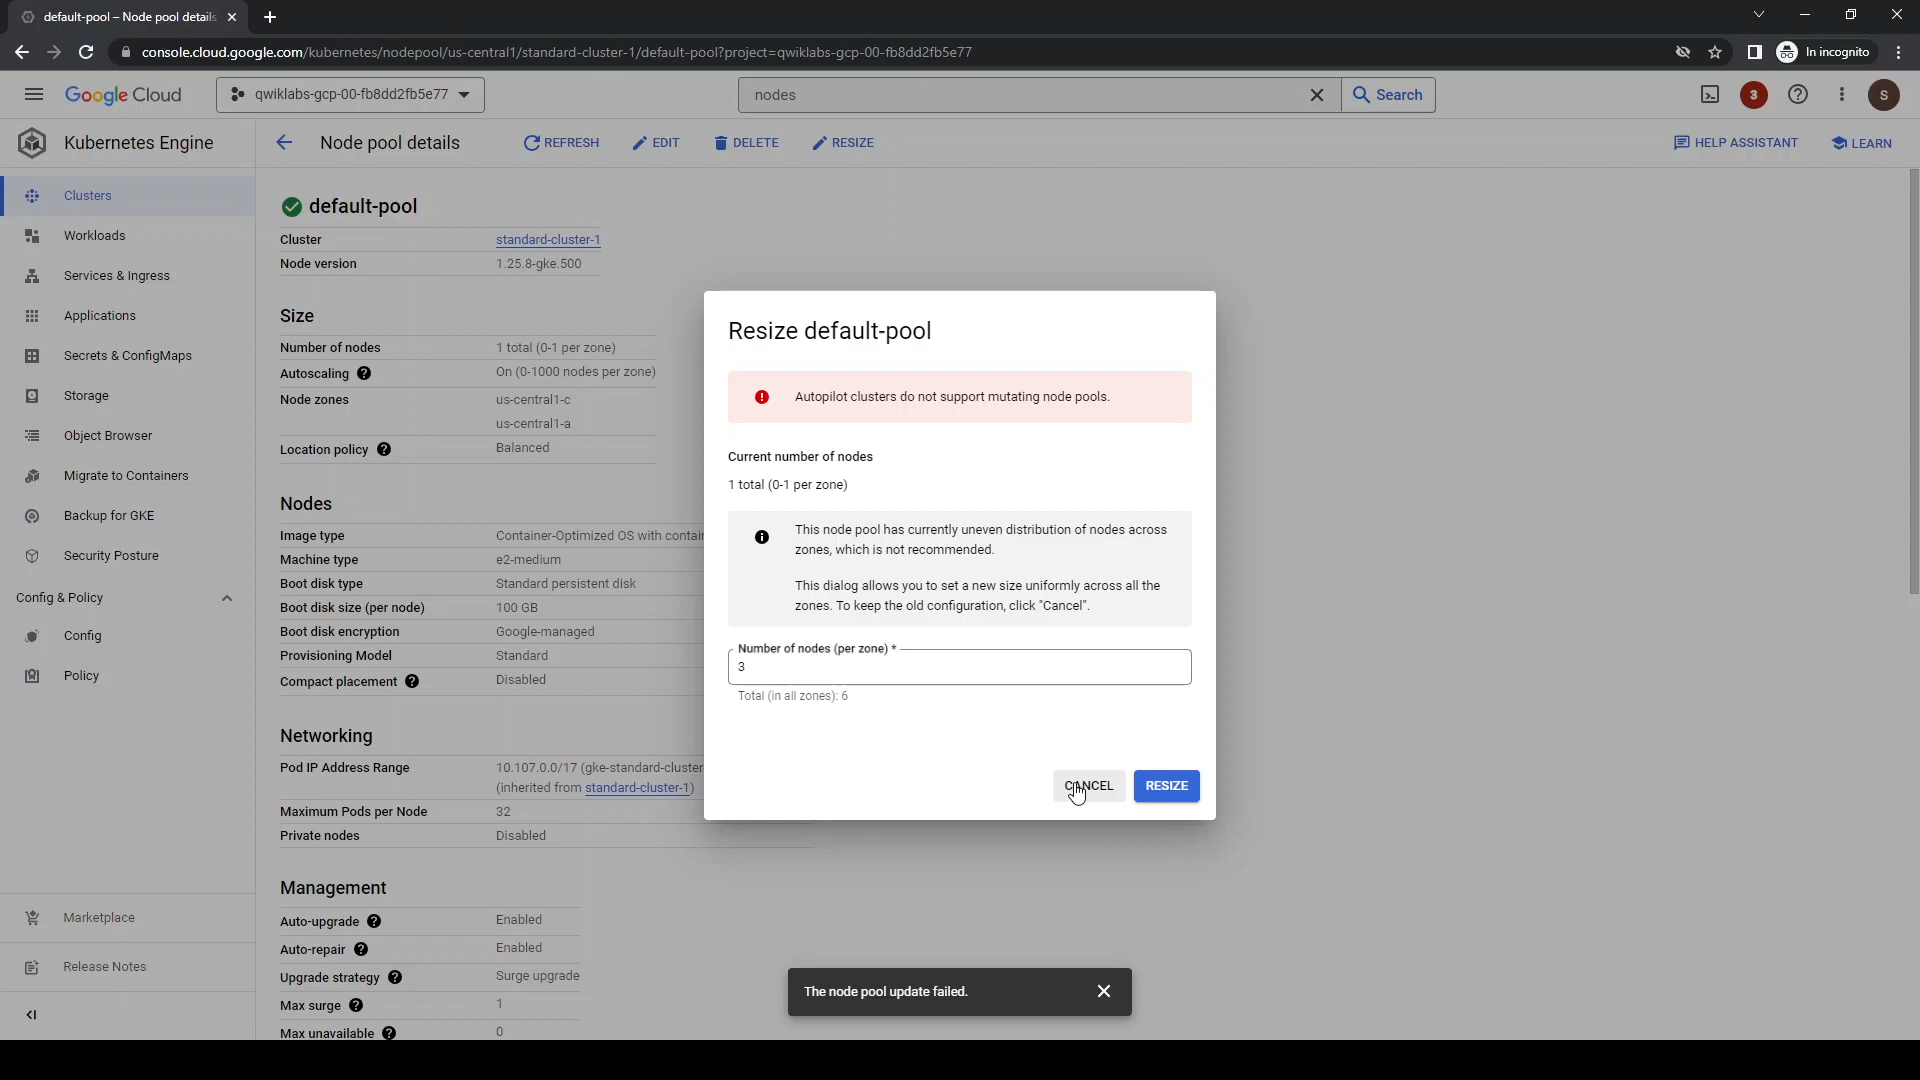 default-pool – Node pool details
console.cloud.google.com/kubernetes/nodepool/us-central1/standard-cluster-1/default-pool?project=qwiklabs-gcp-00-fb8dd2fb5e77
In incognito
Google Cloud
qwiklabs-gcp-00-fb8dd2fb5e77
nodes
Search
3
S
Kubernetes Engine
Node pool details
REFRESH
EDIT
DELETE
RESIZE
HELP ASSISTANT
LEARN
Clusters
Workloads
Services & Ingress
Applications
Secrets & ConfigMaps
Storage
Object Browser
Migrate to Containers
Backup for GKE
Security Posture
Config & Policy
Config
Policy
Marketplace
Release Notes
default-pool
Cluster standard-cluster-1
Node version 1.25.8-gke.500
Size
Number of nodes 1 total (0-1 per zone)
Autoscaling On (0-1000 nodes per zone)
Node zones us-central1-c
us-central1-a
Location policy Balanced
Nodes
Image type Container-Optimized OS with contai
Machine type e2-medium
Boot disk type Standard persistent disk
Boot disk size (per node) 100 GB
Boot disk encryption Google-managed
Provisioning Model Standard
Compact placement Disabled
Networking
Pod IP Address Range 10.107.0.0/17 (gke-standard-cluster
(inherited from standard-cluster-1)
Maximum Pods per Node 32
Private nodes Disabled
Management
Auto-upgrade Enabled
Auto-repair Enabled
Upgrade strategy Surge upgrade
Max surge 1
Max unavailable 0
Resize default-pool
Autopilot clusters do not support mutating node pools.
Current number of nodes
1 total (0-1 per zone)
This node pool has currently uneven distribution of nodes across
zones, which is not recommended.
This dialog allows you to set a new size uniformly across all the
zones. To keep the old configuration, click "Cancel".
Number of nodes (per zone) *
3
Total (in all zones): 6
CANCEL
RESIZE
The node pool update failed.